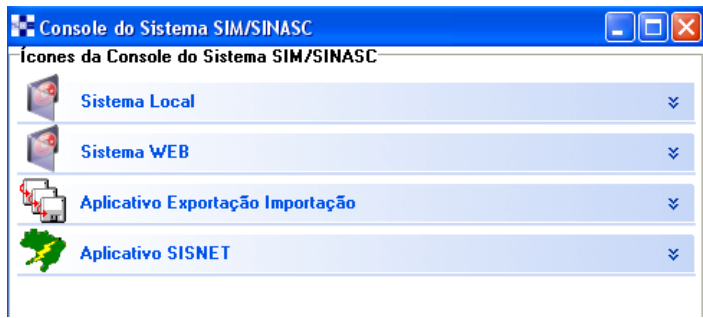 Console do Sistema SIM/SINASC
Ícones da Console do Sistema SIM/SINASC
Sistema Local
Sistema WEB
Aplicativo Exportação Importação
Aplicativo SISNET